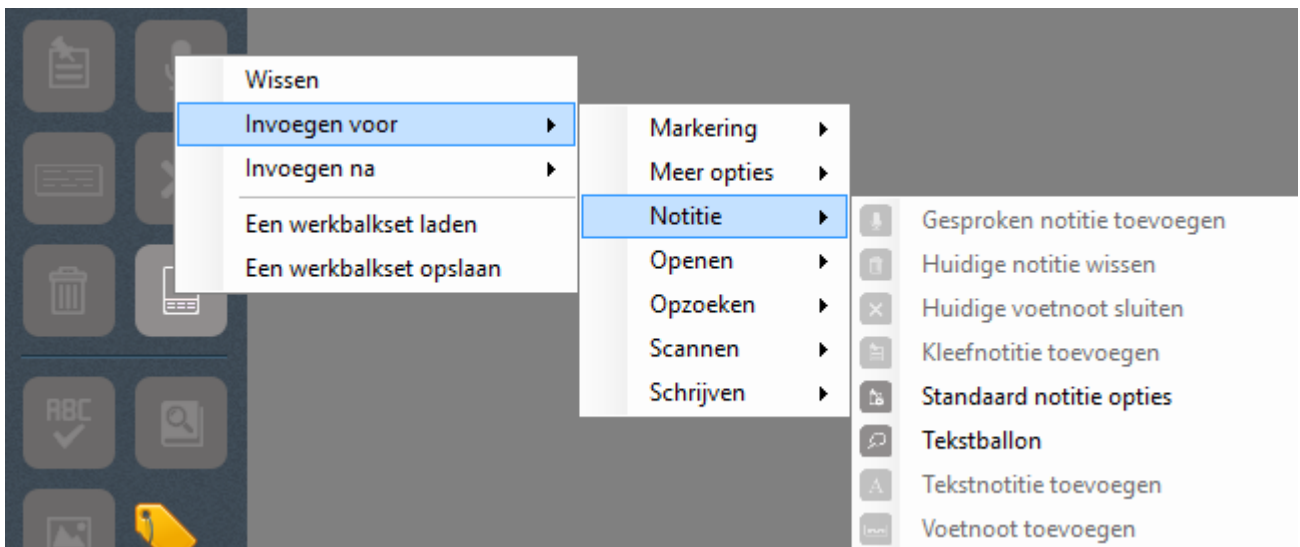 Wissen
Invoegen voor
Invoegen na
Een werkbalkset laden
Een werkbalkset opslaan
Markering
Meer opties
Notitie
Openen
Opzoeken
Scannen
Schrijven
Gesproken notitie toevoegen
Huidige notitie wissen
Huidige voetnoot sluiten
Kleefnotitie toevoegen
Standaard notitie opties
Tekstballon
Tekstnotitie toevoegen
Voetnoot toevoegen
ABC
A